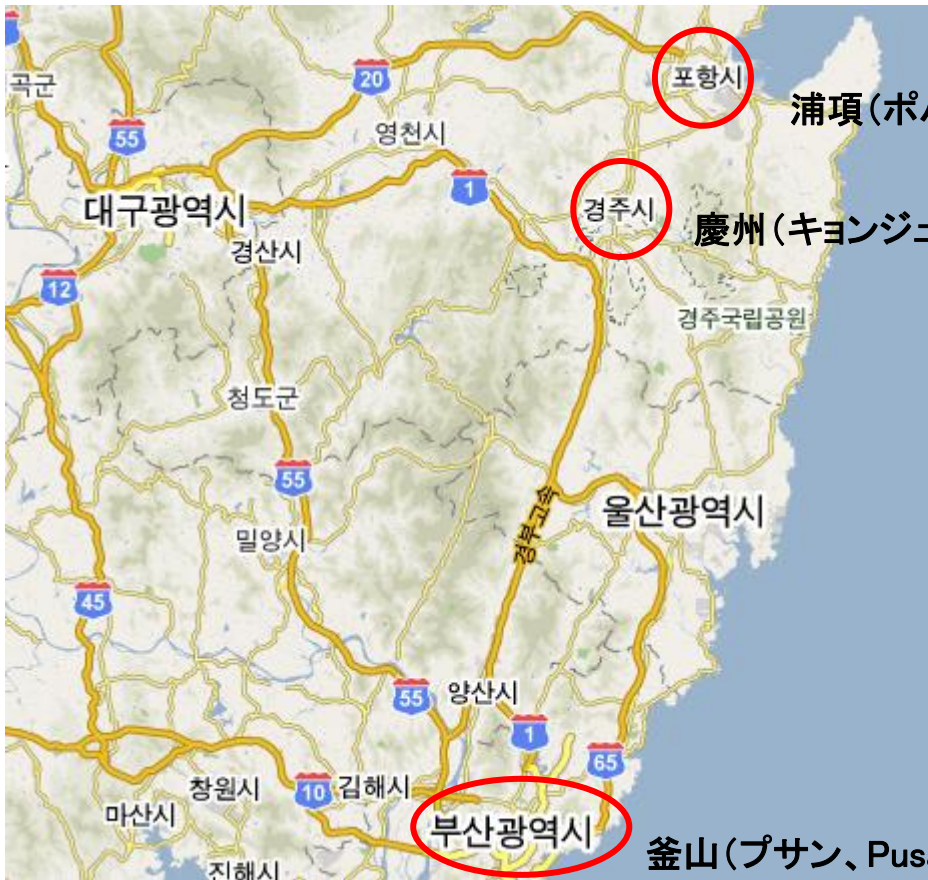 포항시
곡군
20
浦項(ポハ
55
영천시
1
대구광역시
경주시
慶州(キョンジュ
경산시
12
경주국립공원
청도군
55
울산광역시
경부고속
밀양시
45
양산시
55
1
65
창원시
10
김해시
마산시
부산광역시
釜山(プサン、Pusa
진해시